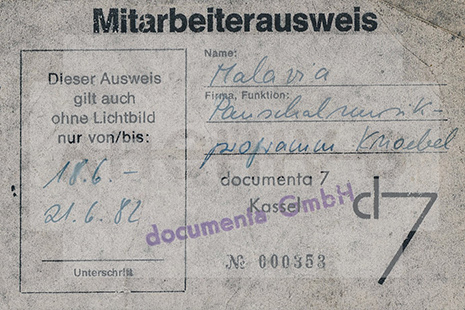 Mitarbeiterausweis
Dieser Ausweis
gilt auch
ohne Lichtbild
nur von/bis:
18.6. –
21.6.82
Unterschrift
Name:
Malavia
Firma, Funktion:
Pauschalmusik-
programm Knoebel
documenta 7
Kassel
documenta GmbH
d7
№ 000353